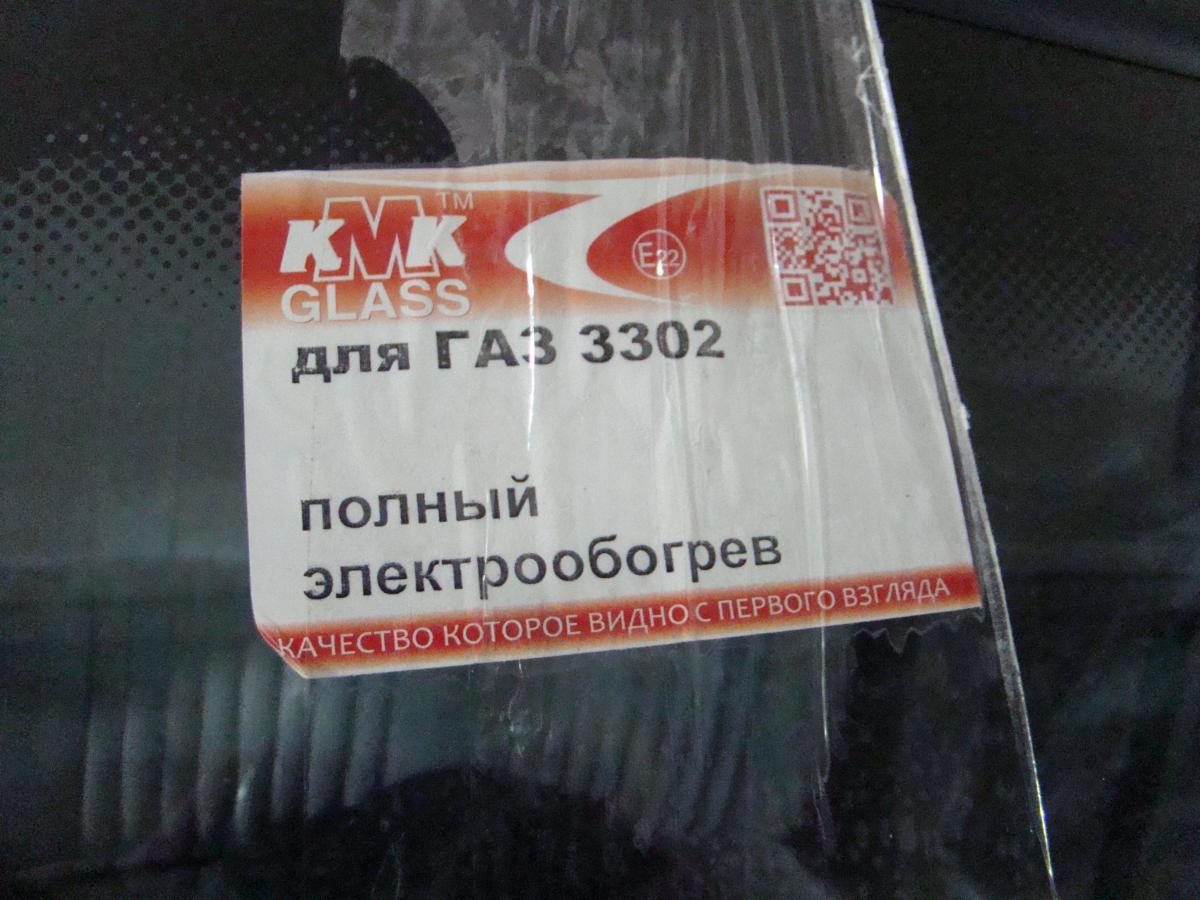 KMK™
GLASS
E22
для ГАЗ 3302
полный
электрообогрев
КАЧЕСТВО КОТОРОЕ ВИДНО С ПЕРВОГО ВЗГЛЯДА